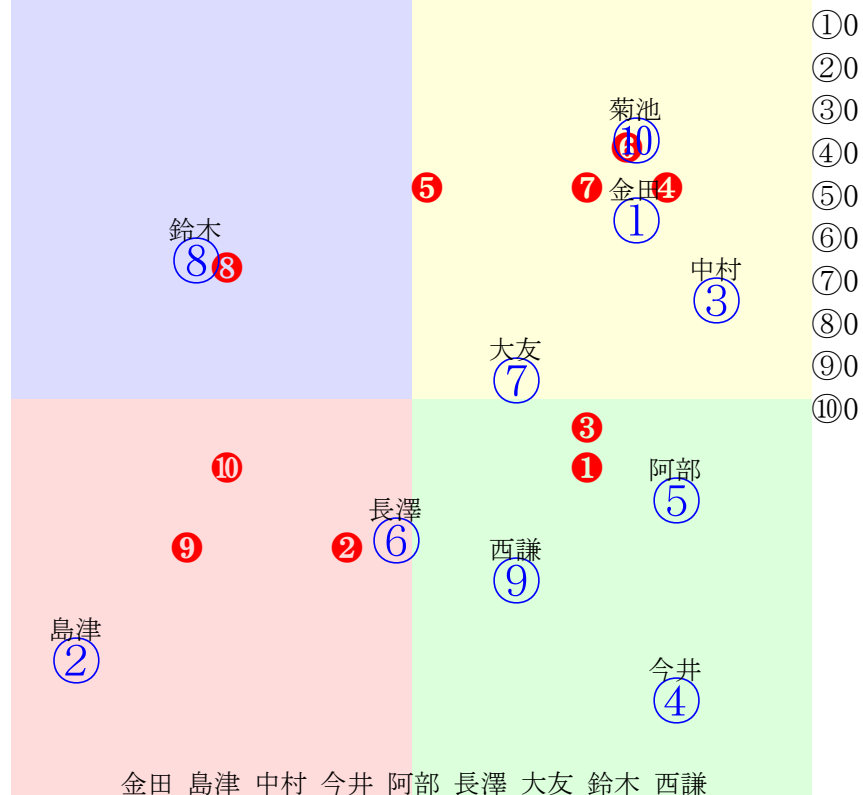 ①0
菊池
②0
⑩
❻
③0
④0
❺
❼
金田
❹
⑤0
①
鈴木
⑥0
⑧
❽
中村
⑦0
③
⑧0
大友
⑨0
⑦
⑩0
❸
❿
❶
阿部
⑤
長澤
⑥
❾
❷
西謙
⑨
島津
②
今井
④
金田 島津 中村 今井 阿部 長澤 大友 鈴木 西謙